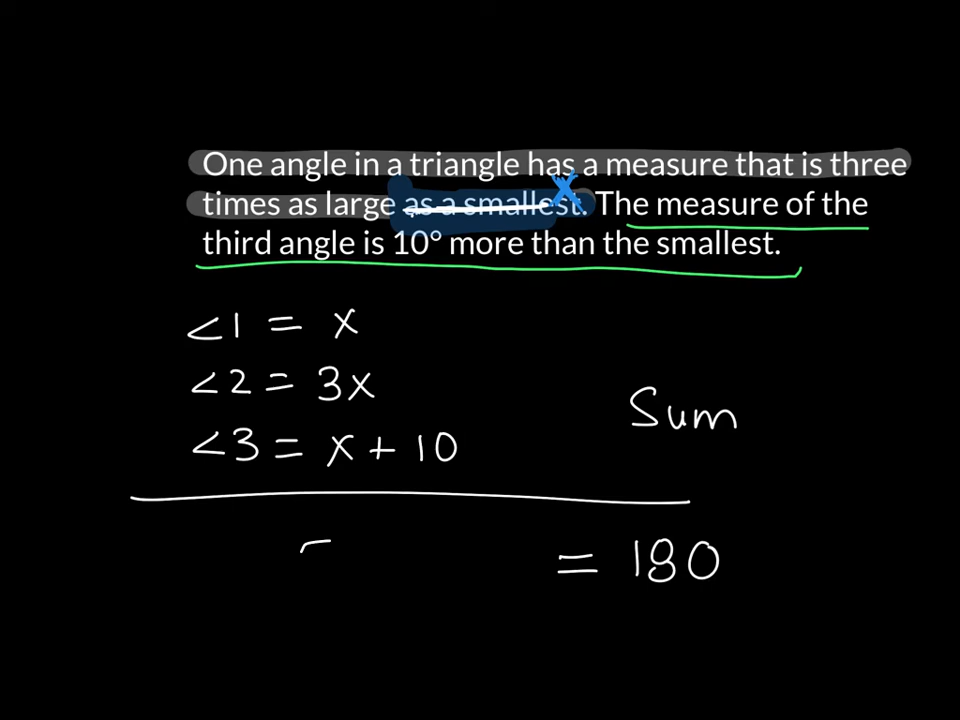 One angle in a triangle has a measure that is three
times as large as a smallest. The measure of the
third angle is 10° more than the smallest.
x
<1 = x
<2 = 3x
<3 = x + 10
Sum
= 180